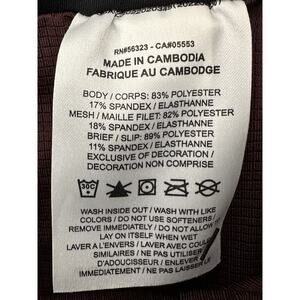 RN#56323 - CA#05553
MADE IN CAMBODIA
FABRIQUE AU CAMBODGE
BODY / CORPS: 83% POLYESTER
17% SPANDEX / ELASTHANNE
MESH / MAILLE FILET: 82% POLYESTER
18% SPANDEX / ELASTHANNE
BRIEF / SLIP: 89% POLYESTER
11% SPANDEX / ELASTHANNE
EXCLUSIVE OF DECORATION /
DECORATION NON COMPRISE
30C
WASH INSIDE OUT / WASH WITH LIKE
COLORS / DO NOT USE SOFTENERS /
REMOVE IMMEDIATELY / DO NOT ALLOW
LAY ON ITSELF WHEN WET
LAVER A L'ENVERS / LAVER
SIMILAIRES / NE PAS
D'ADOUCISSEUR / ENLEVER
IMMEDIATEMENT / NE PAS LAISSER